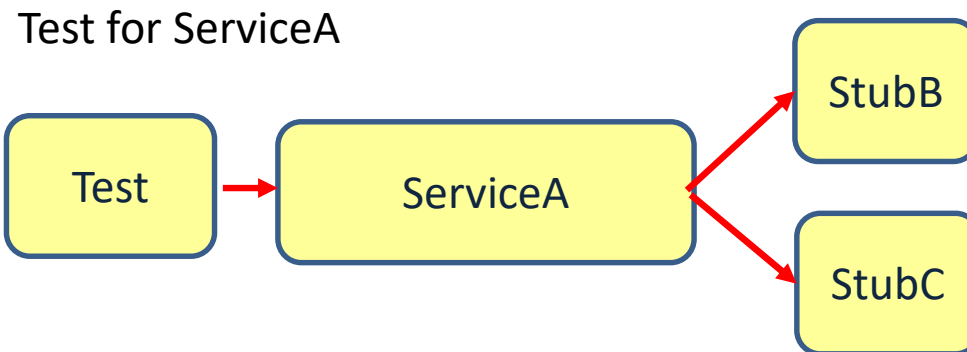 Test for ServiceA
StubB
Test
ServiceA
StubC